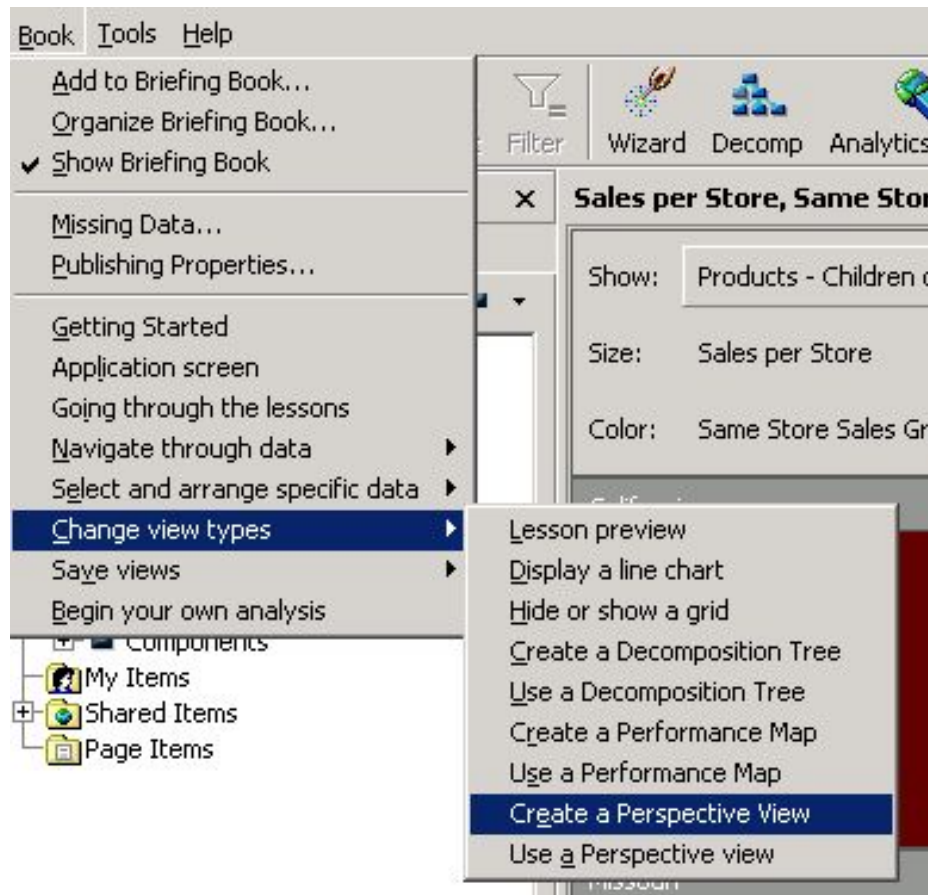 Book Tools Help
Add to Briefing Book...
Organize Briefing Book...
Show Briefing Book
Missing Data...
Publishing Properties...
Getting Started
Application screen
Going through the lessons
Navigate through data
Select and arrange specific data
Change view types
Save views
Begin your own analysis
Components
My Items
Shared Items
Page Items
Filter Wizard Decomp Analytics
Sales per Store, Same Stor
Show: Products - Children
Size: Sales per Store
Color: Same Store Sales Gr
Lesson preview
Display a line chart
Hide or show a grid
Create a Decomposition Tree
Use a Decomposition Tree
Create a Performance Map
Use a Performance Map
Create a Perspective View
Use a Perspective view